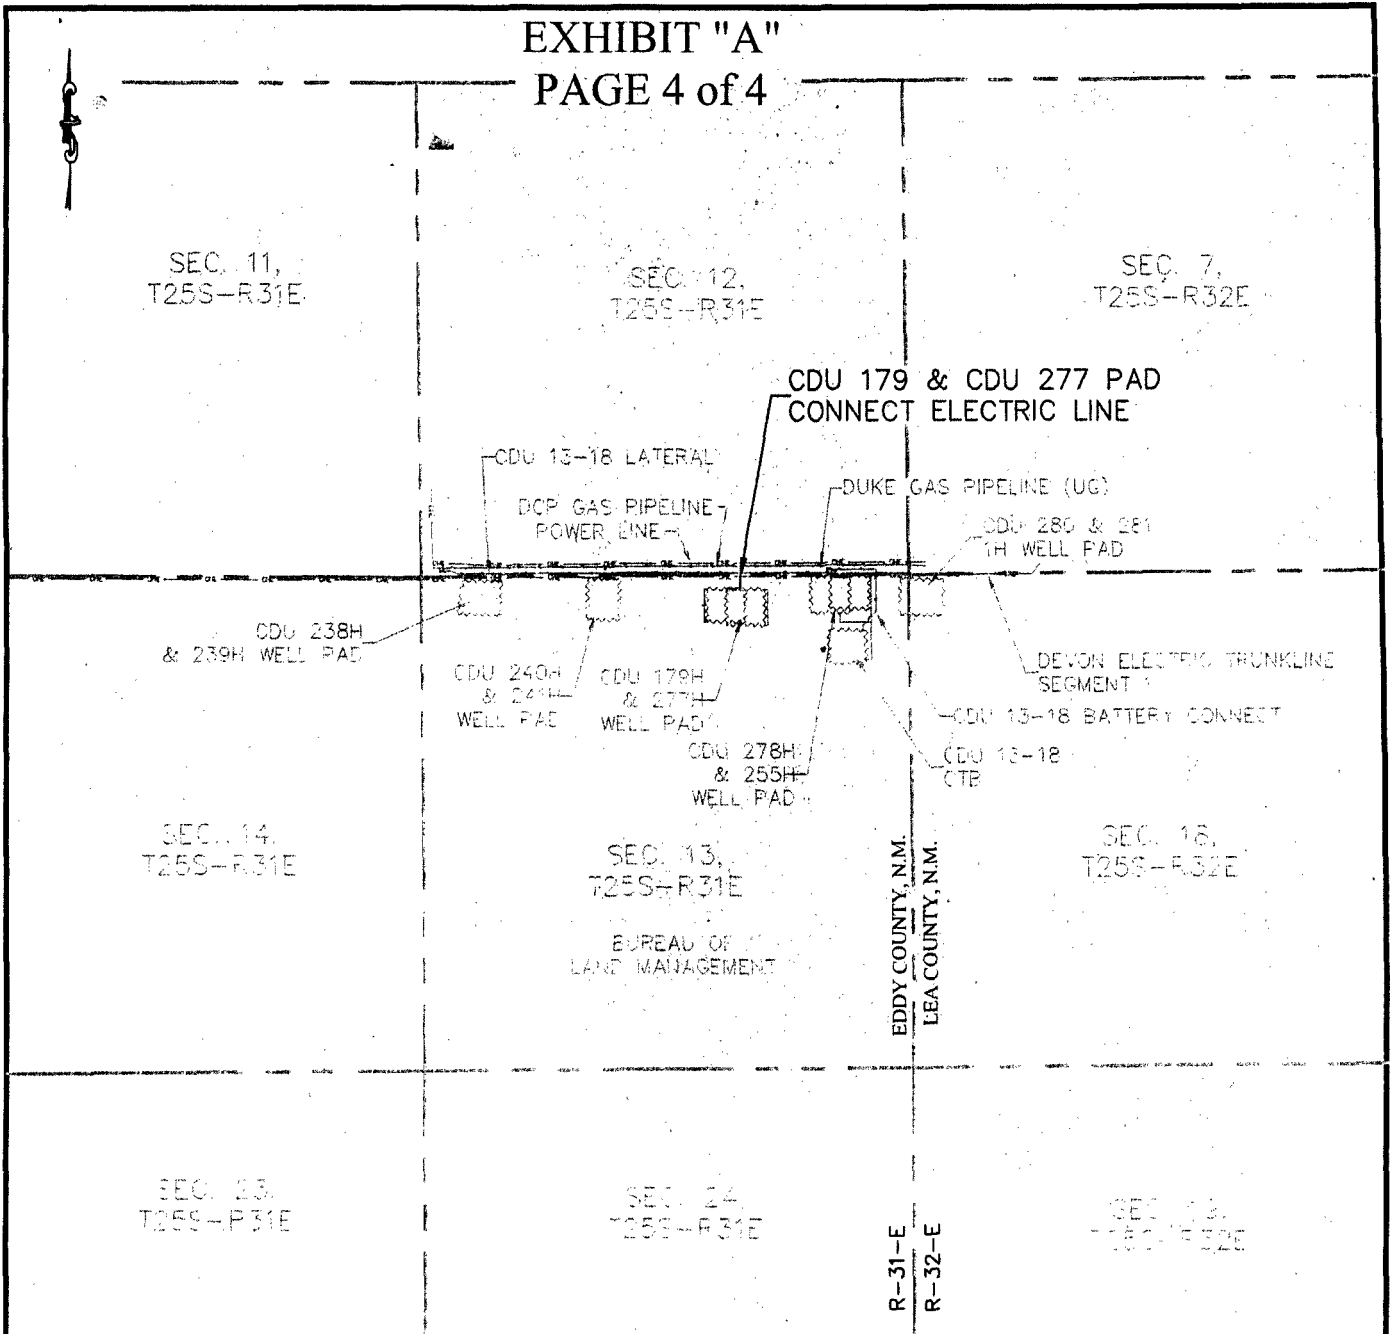 EXHIBIT "A"
PAGE 4 of 4
SEC. 11,
T25S-R31E
SEC. 12,
T25S-R31E
SEC. 7,
T25S-R32E
CDU 179 & CDU 277 PAD
CONNECT ELECTRIC LINE
CDU 13-18 LATERAL
DCP GAS PIPELINE
POWER LINE
DUKE GAS PIPELINE (UG)
CDU 280 & 281
1H WELL PAD
CDU 238H
& 239H WELL PAD
CDU 240H
& 241H
WELL PAD
CDU 179H
& 277H
WELL PAD
CDU 278H
& 255H
WELL PAD
DEVON ELECTRIC TRUNKLINE
SEGMENT
CDU 13-18 BATTERY CONNECT
CDU 13-18
CTB
SEC. 14,
T25S-R31E
SEC. 13,
T25S-R31E
BUREAU OF
LAND MANAGEMENT
SEC. 18,
T25S-R32E
EDDY COUNTY, N.M.
LEA COUNTY, N.M.
SEC. 23,
T25S-R31E
SEC. 24,
T25S-R31E
SEC.
R-31-E
R-32-E